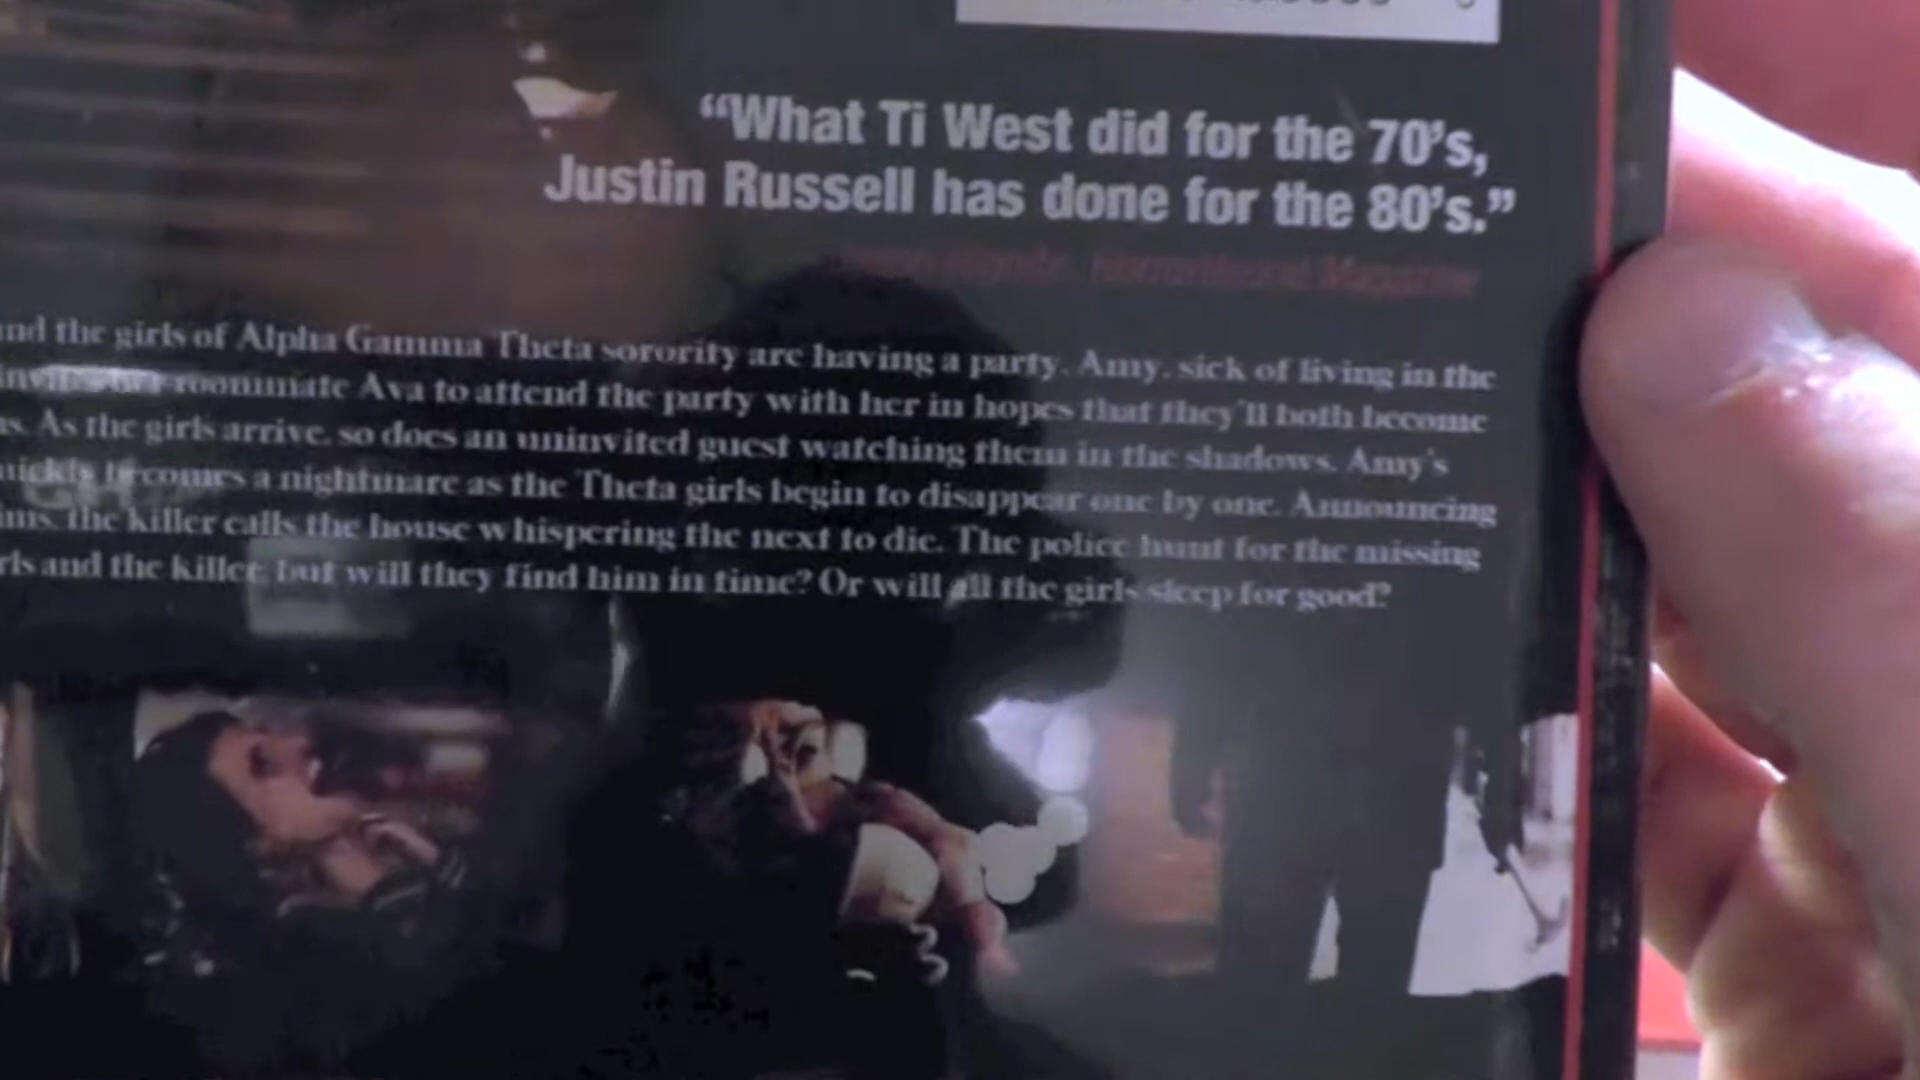 “What Ti West did for the 70’s,
Justin Russell has done for the 80’s.”
Magazine
the girls of Alpha Gamma Theta sorority are having a party. Amy, sick of living in the
roommate Ava to attend the party with her in hopes that they’ll both become
As the girls arrive, so does an uninvited guest watching them in the shadows. Amy’s
becomes a nightmare as the Theta girls begin to disappear one by one. Announcing
the killer calls the house whispering the next to die. The police hunt for the missing
and the killer but will they find him in time? Or will all the girls sleep for good?